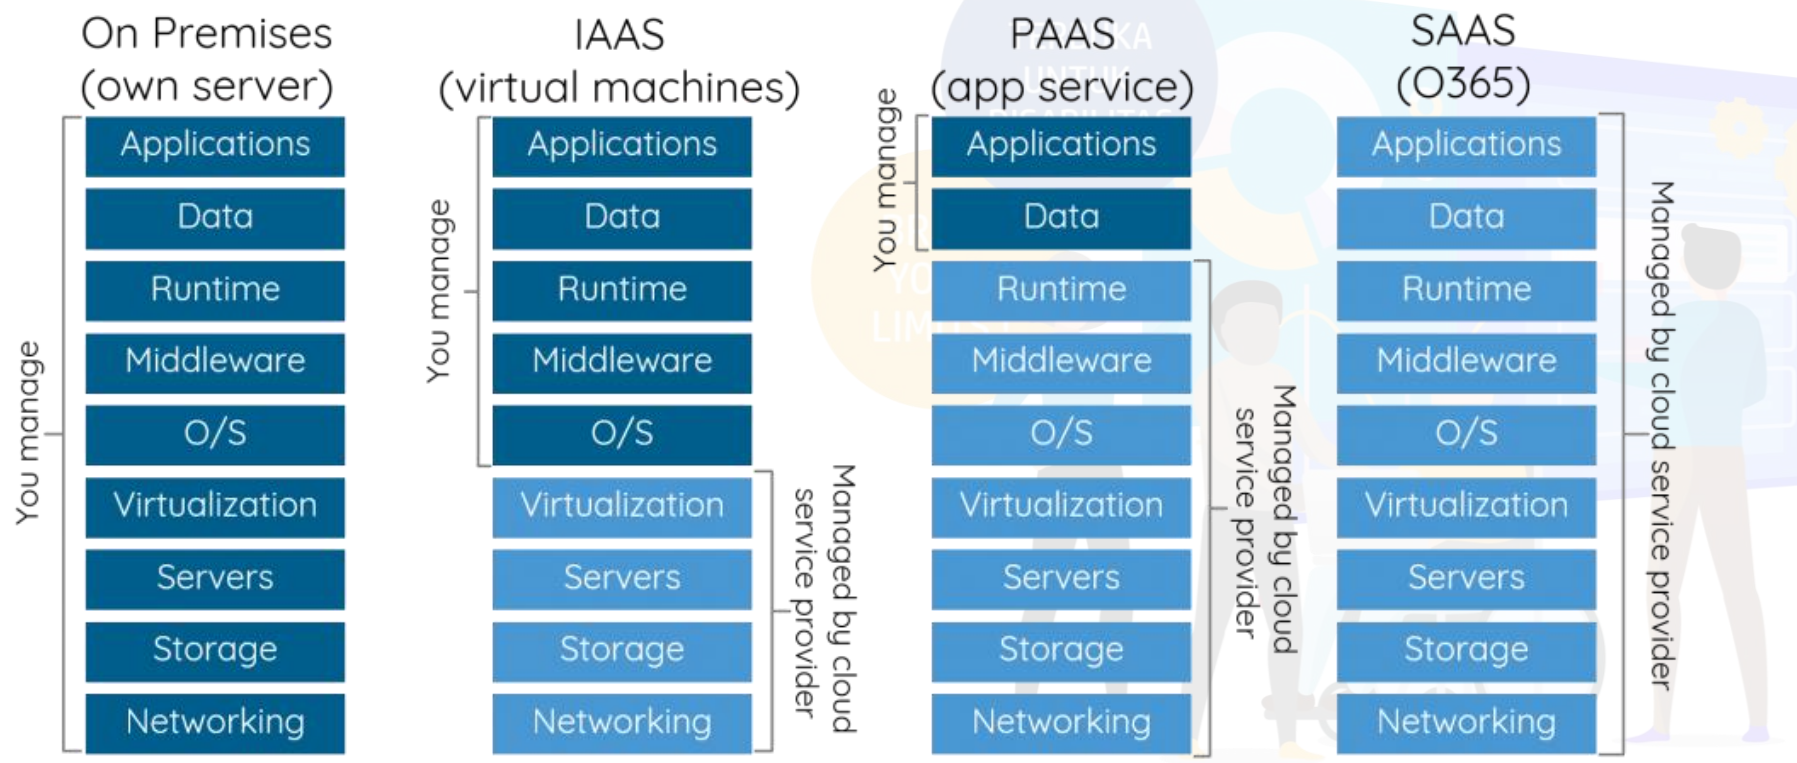 On Premises
(own server)
You manage
Applications
Data
Runtime
Middleware
O/S
Virtualization
Servers
Storage
Networking
IAAS
(virtual machines)
You manage
Applications
Data
Runtime
Middleware
O/S
Virtualization
Servers
Storage
Networking
Managed by cloud
service provider
PAAS
(app service)
You manage
Applications
Data
Runtime
Middleware
O/S
Virtualization
Servers
Storage
Networking
Managed by cloud
service provider
SAAS
(O365)
Applications
Data
Runtime
Middleware
O/S
Virtualization
Servers
Storage
Networking
Managed by cloud service provider
UNTUK